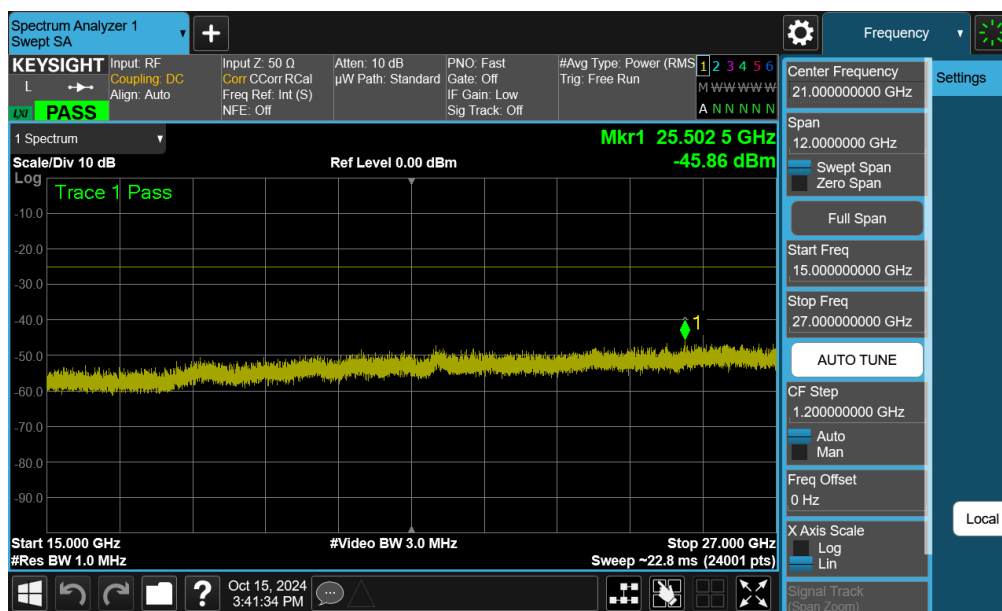 Spectrum Analyzer 1
Swept SA
+
Frequency
KEYSIGHT
L
LXI
PASS
Input: RF
Coupling: DC
Align: Auto
Input Z: 50 Ω
Corr CCorr RCal
Freq Ref: Int (S)
NFE: Off
Atten: 10 dB
µW Path: Standard
PNO: Fast
Gate: Off
IF Gain: Low
Sig Track: Off
#Avg Type: Power (RMS
Trig: Free Run
1 2 3 4 5 6
M W W W W W
A N N N N N
1 Spectrum
Mkr1 25.502 5 GHz
Scale/Div 10 dB
Ref Level 0.00 dBm
-45.86 dBm
Log
Trace 1 Pass
-10.0
-20.0
-30.0
-40.0
1
-50.0
-60.0
-70.0
-80.0
-90.0
Start 15.000 GHz
#Video BW 3.0 MHz
Stop 27.000 GHz
#Res BW 1.0 MHz
Sweep ~22.8 ms (24001 pts)
?
Oct 15, 2024
3:41:34 PM
Center Frequency
21.000000000 GHz
Settings
Span
12.0000000 GHz
Swept Span
Zero Span
Full Span
Start Freq
15.000000000 GHz
Stop Freq
27.000000000 GHz
AUTO TUNE
CF Step
1.200000000 GHz
Auto
Man
Freq Offset
0 Hz
Local
X Axis Scale
Log
Lin
Signal Track
(Span Zoom)